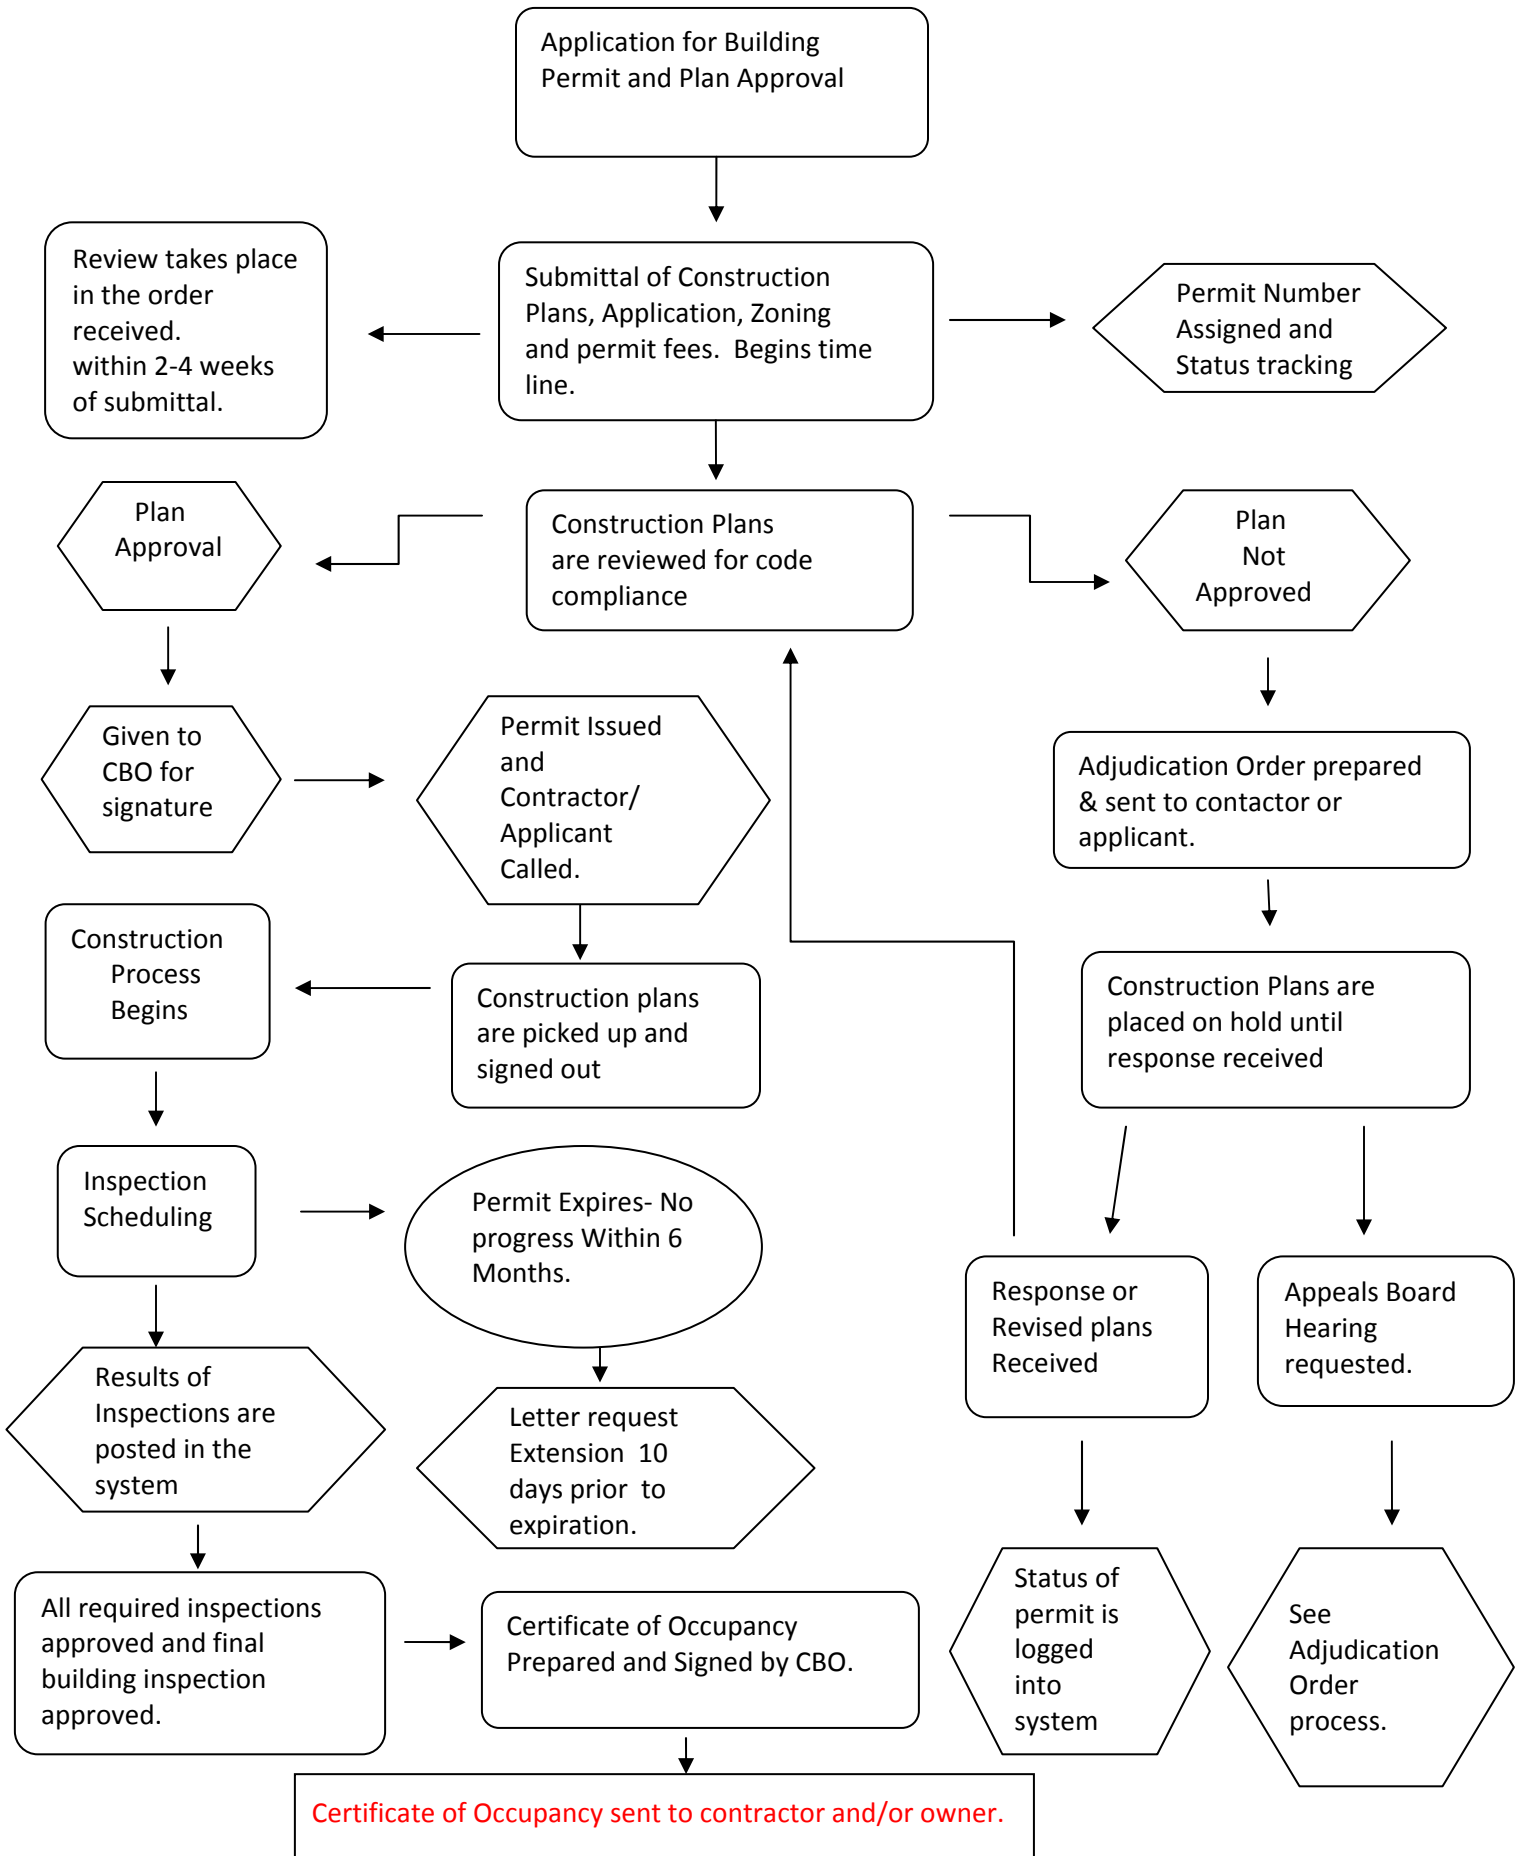 Application for Building
Permit and Plan Approval
Review takes place
in the order
received.
within 2-4 weeks
of submittal.
Submittal of Construction
Plans, Application, Zoning
and permit fees.  Begins time
line.
Permit Number
Assigned and
Status tracking
Plan
Approval
Construction Plans
are reviewed for code
compliance
Plan
Not
Approved
Given to
CBO for
signature
Permit Issued
and
Contractor/
Applicant
Called.
Adjudication Order prepared
& sent to contactor or
applicant.
Construction
Process
Begins
Construction plans
are picked up and
signed out
Construction Plans are
placed on hold until
response received
Inspection
Scheduling
Permit Expires- No
progress Within 6
Months.
Response or
Revised plans
Received
Appeals Board
Hearing
requested.
Results of
Inspections are
posted in the
system
Letter request
Extension  10
days prior  to
expiration.
Status of
permit is
logged
into
system
See
Adjudication
Order
process.
All required inspections
approved and final
building inspection
approved.
Certificate of Occupancy
Prepared and Signed by CBO.
Certificate of Occupancy sent to contractor and/or owner.